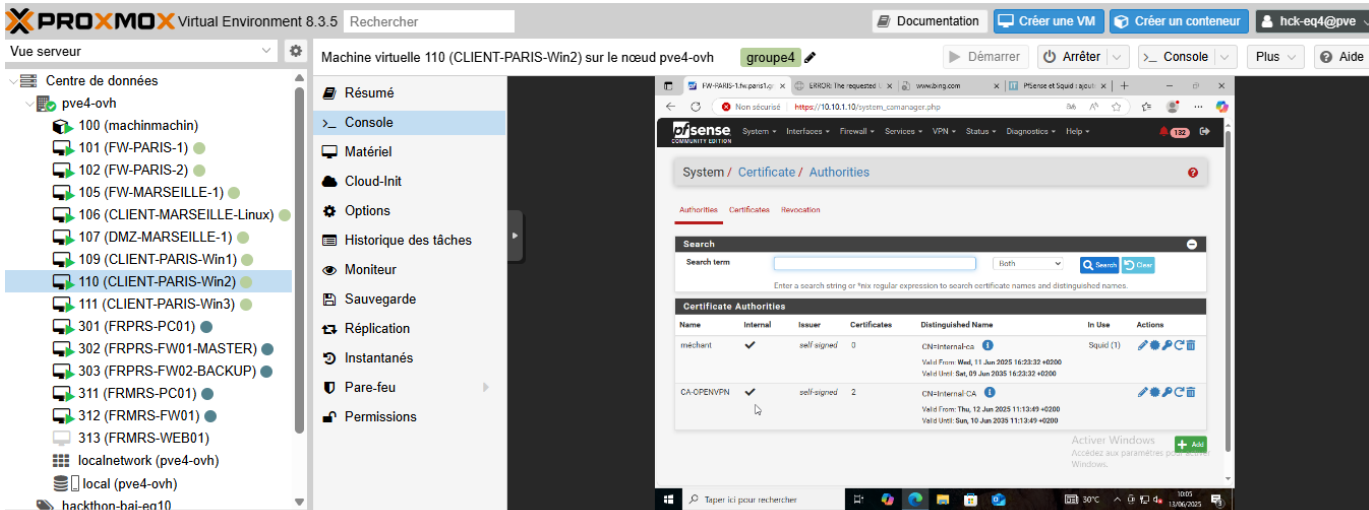 PROXMOX Virtual Environment 8.3.5 Rechercher Documentation Créer une VM Créer un conteneur hck-eq4@pve
Vue serveur
Machine virtuelle 110 (CLIENT-PARIS-Win2) sur le nœud pve4-ovh groupe4 Démarrer Arrêter >_ Console Plus Aide
Centre de données
pve4-ovh
100 (machinmachin)
101 (FW-PARIS-1)
102 (FW-PARIS-2)
105 (FW-MARSEILLE-1)
106 (CLIENT-MARSEILLE-Linux)
107 (DMZ-MARSEILLE-1)
109 (CLIENT-PARIS-Win1)
110 (CLIENT-PARIS-Win2)
111 (CLIENT-PARIS-Win3)
301 (FRPRS-PC01)
302 (FRPRS-FW01-MASTER)
303 (FRPRS-FW02-BACKUP)
311 (FRMRS-PC01)
312 (FRMRS-FW01)
313 (FRMRS-WEB01)
localnetwork (pve4-ovh)
local (pve4-ovh)
hackthon-bai-eq10
Résumé
>_ Console
Matériel
Cloud-Init
Options
Historique des tâches
Moniteur
Sauvegarde
Réplication
Instantanés
Pare-feu
Permissions
ERROR: The requested www.bing.com PfSense et Squid : ajout
Non sécurisé https://10.10.1.10/system_camanager.php
pfsense System Interfaces Firewall Services VPN Status Diagnostics Help 132
COMMUNITY EDITION
System / Certificate / Authorities
Authorities Certificates Revocation
Search
Search term Both Search Clear
Enter a search string or *nix regular expression to search certificate names and distinguished names.
Certificate Authorities
Name Internal Issuer Certificates Distinguished Name In Use Actions
méchant self-signed 0 CN=internal-ca Squid (1)
Valid From: Wed, 11 Jun 2025 16:23:32 +0200
Valid Until: Sat, 09 Jun 2035 16:23:32 +0200
CA-OPENVPN self-signed 2 CN=Internal-CA
Valid From: Thu, 12 Jun 2025 11:13:49 +0200
Valid Until: Sun, 10 Jun 2035 11:13:49 +0200
Add
Activer Windows
Accédez aux paramètres pour activer
Windows.
Taper ici pour rechercher 30°C 10:05
13/06/2025